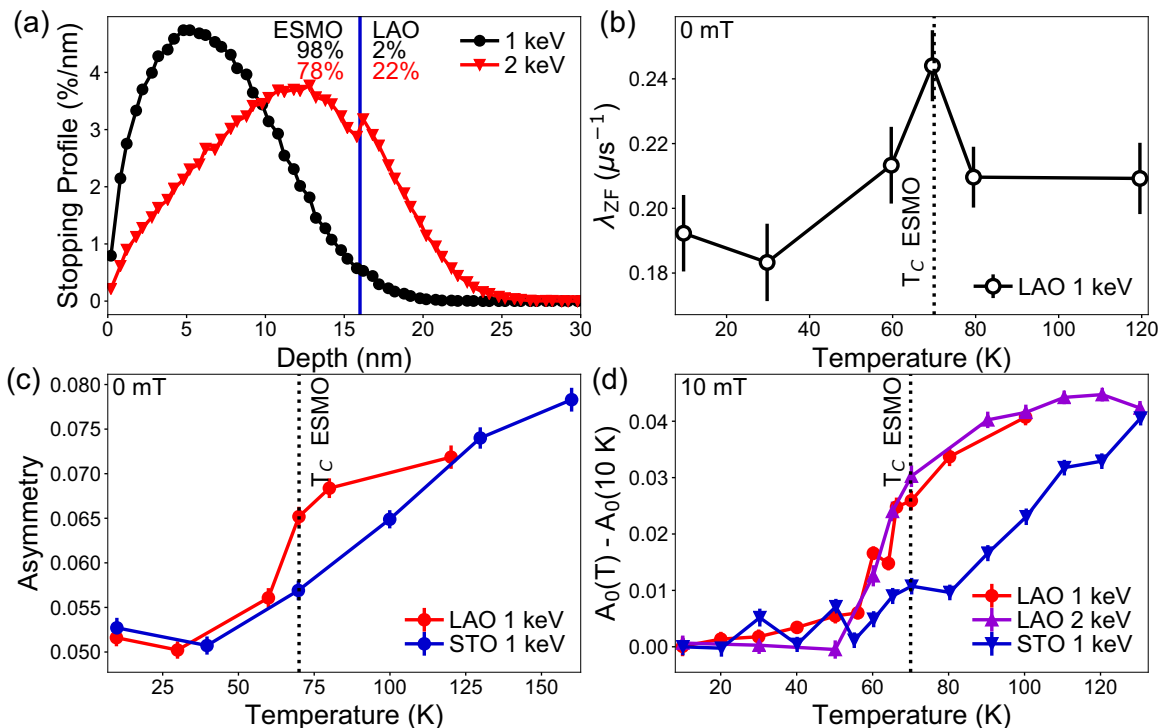 (a)
ESMO LAO
98% 2%
78% 22%
1 keV
2 keV
Stopping Profile (%/nm)
4
3
2
1
0
0 5 10 15 20 25 30
Depth (nm)
(b)
0 mT
λZF (μs−1)
0.24
0.22
0.20
0.18
TC ESMO
LAO 1 keV
20 40 60 80 100 120
Temperature (K)
(c)
0 mT
Asymmetry
0.080
0.075
0.070
0.065
0.060
0.055
0.050
TC ESMO
LAO 1 keV
STO 1 keV
25 50 75 100 125 150
Temperature (K)
(d)
10 mT
A0(T) - A0(10 K)
0.04
0.03
0.02
0.01
0.00
TC ESMO
LAO 1 keV
LAO 2 keV
STO 1 keV
20 40 60 80 100 120
Temperature (K)